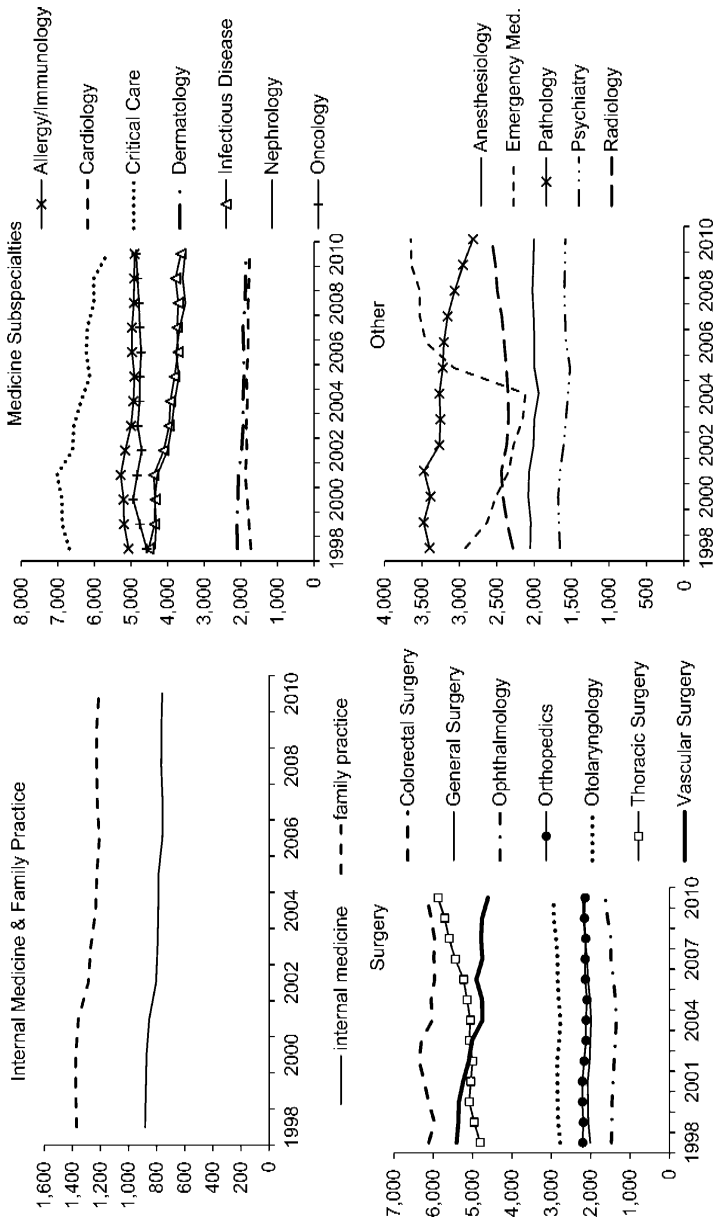 Internal Medicine & Family Practice
1,600
1,400
1,200
1,000
800
600
400
200
0
1998 2000 2002 2004 2006 2008 2010
internal medicine family practice
Medicine Subspecialties
8,000
7,000
6,000
5,000
4,000
3,000
2,000
1,000
0
1998 2000 2002 2004 2006 2008 2010
Allergy/Immunology
Cardiology
Critical Care
Dermatology
Infectious Disease
Nephrology
Oncology
Surgery
7,000
6,000
5,000
4,000
3,000
2,000
1,000
0
1998 2001 2004 2007 2010
Colorectal Surgery
General Surgery
Ophthalmology
Orthopedics
Otolaryngology
Thoracic Surgery
Vascular Surgery
Other
4,000
3,500
3,000
2,500
2,000
1,500
1,000
500
0
1998 2000 2002 2004 2006 2008 2010
Anesthesiology
Emergency Med.
Pathology
Psychiatry
Radiology